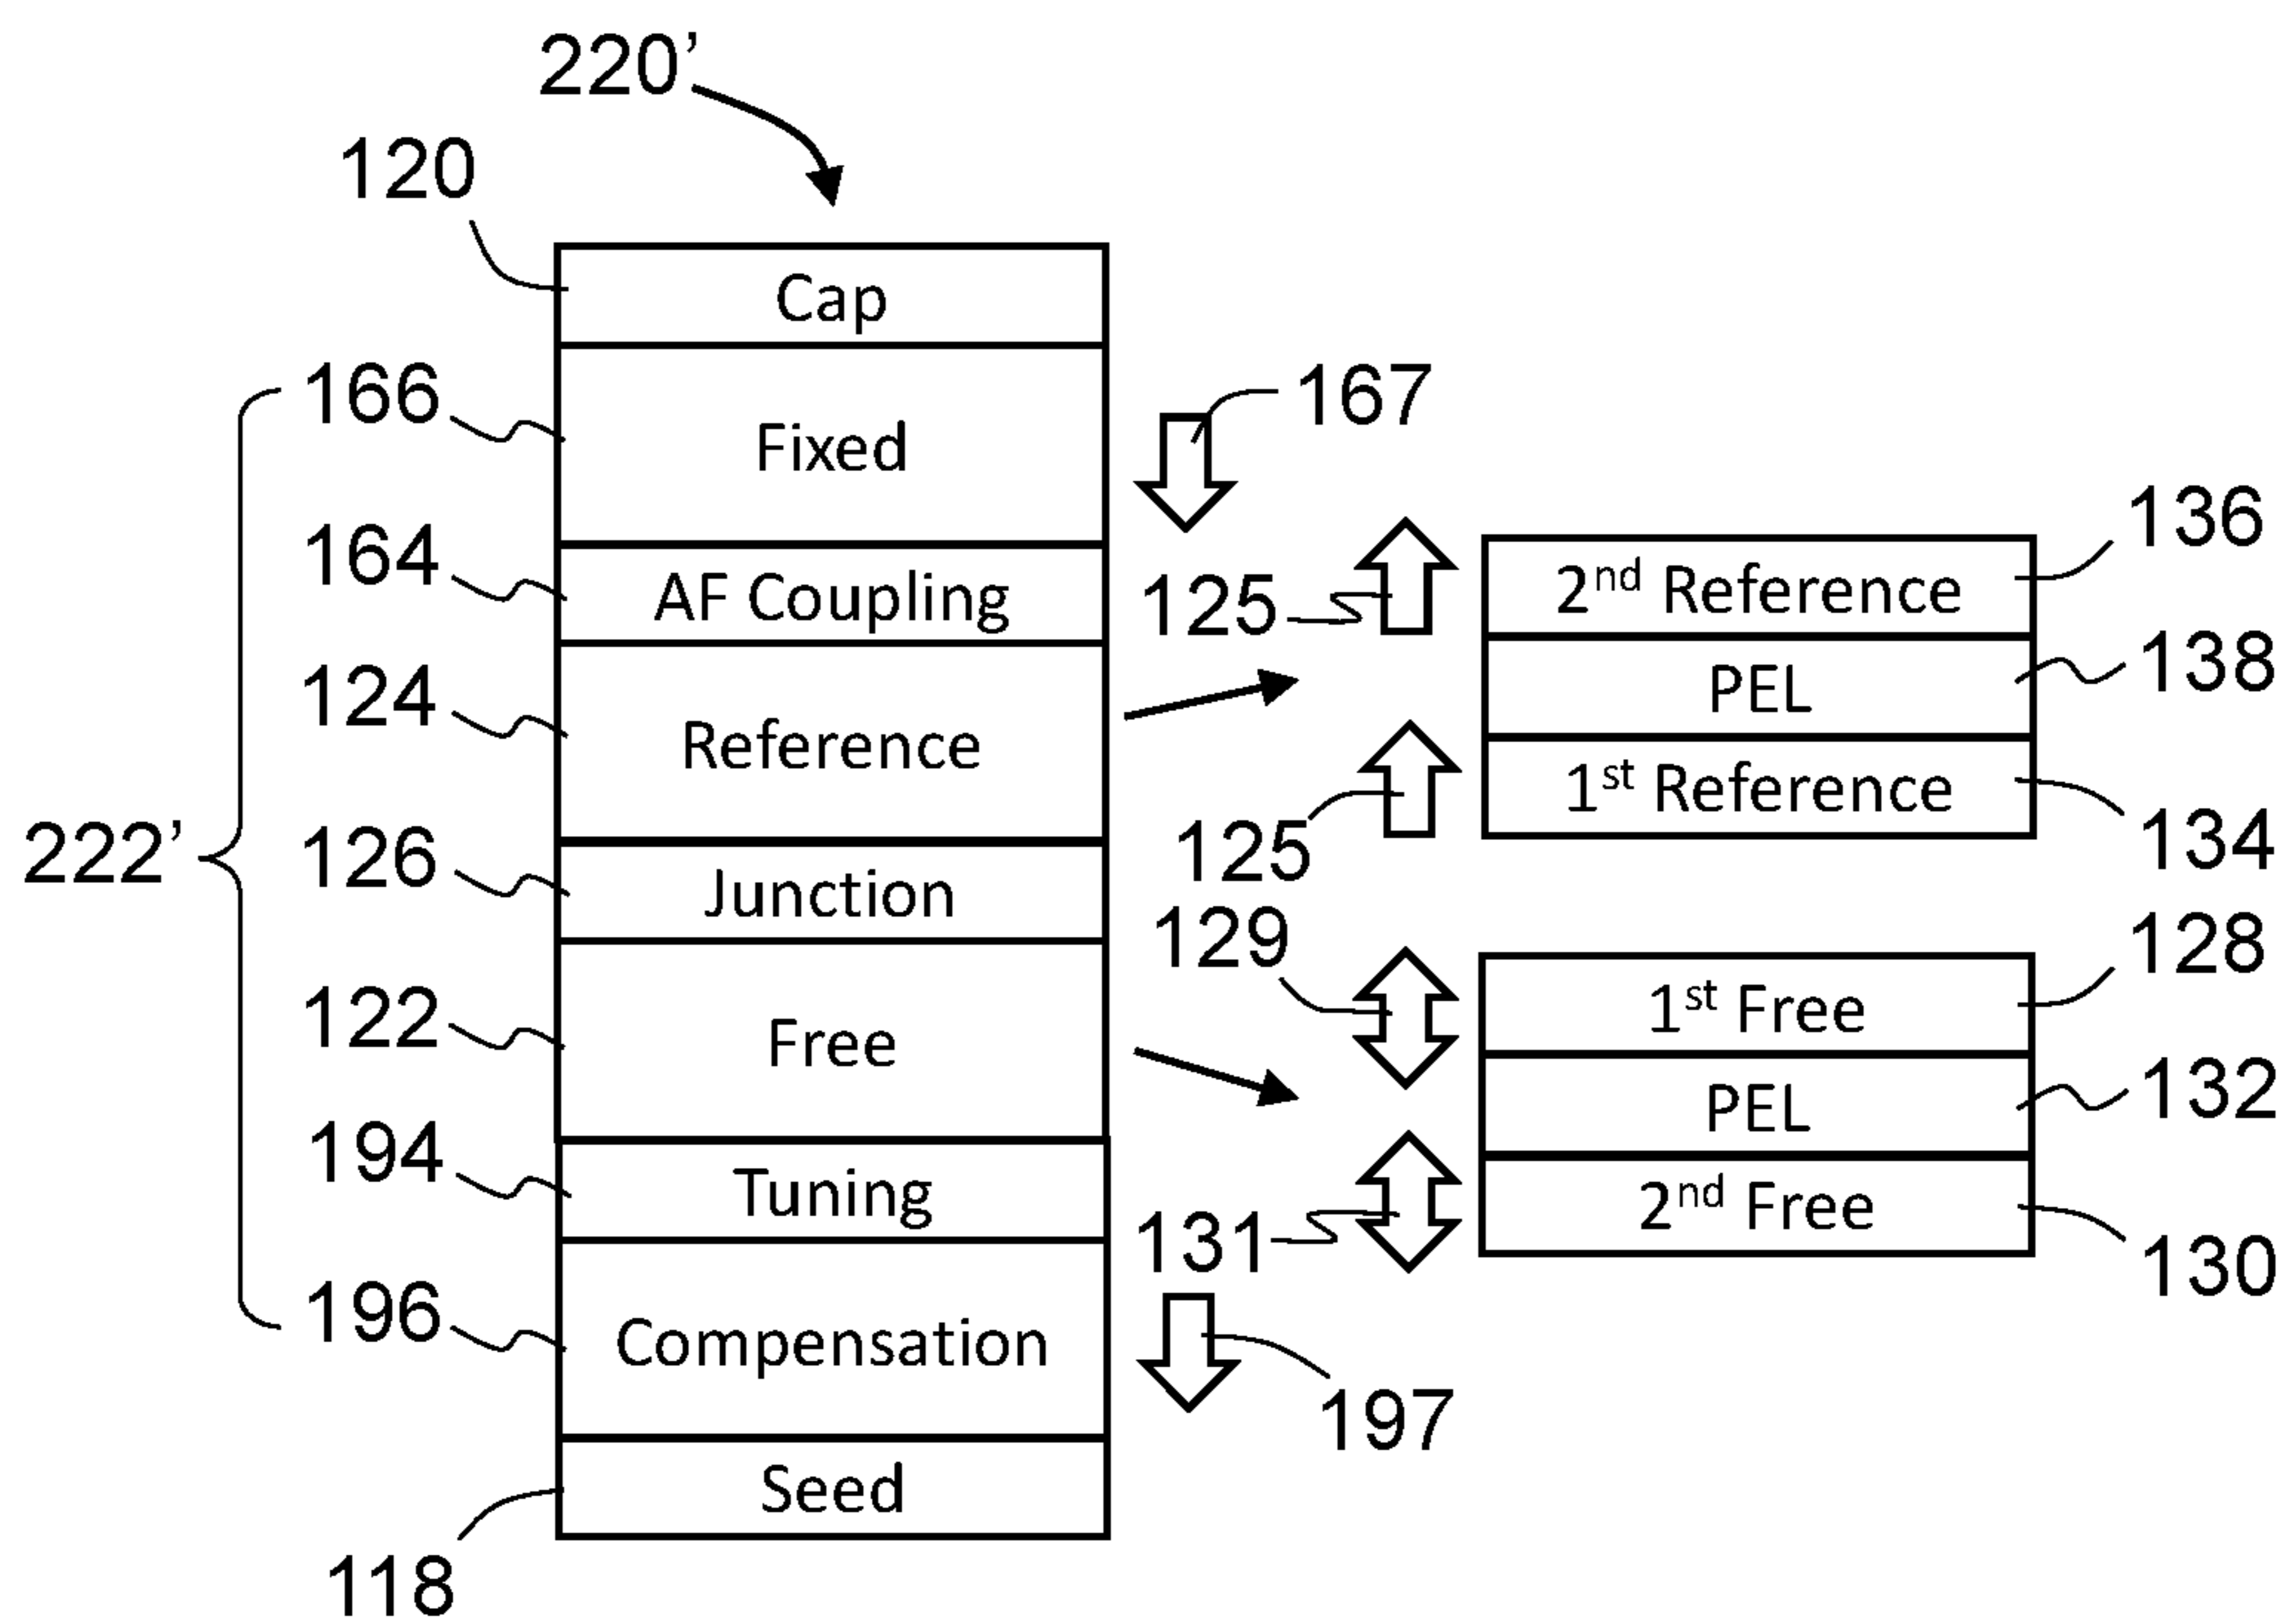 220’
120
Cap
166
Fixed
167
164
AF Coupling
125
2nd Reference
136
124
Reference
PEL
138
125
1st Reference
134
222’
126
Junction
129
1st Free
128
122
Free
PEL
132
194
Tuning
131
2nd Free
130
196
Compensation
197
Seed
118